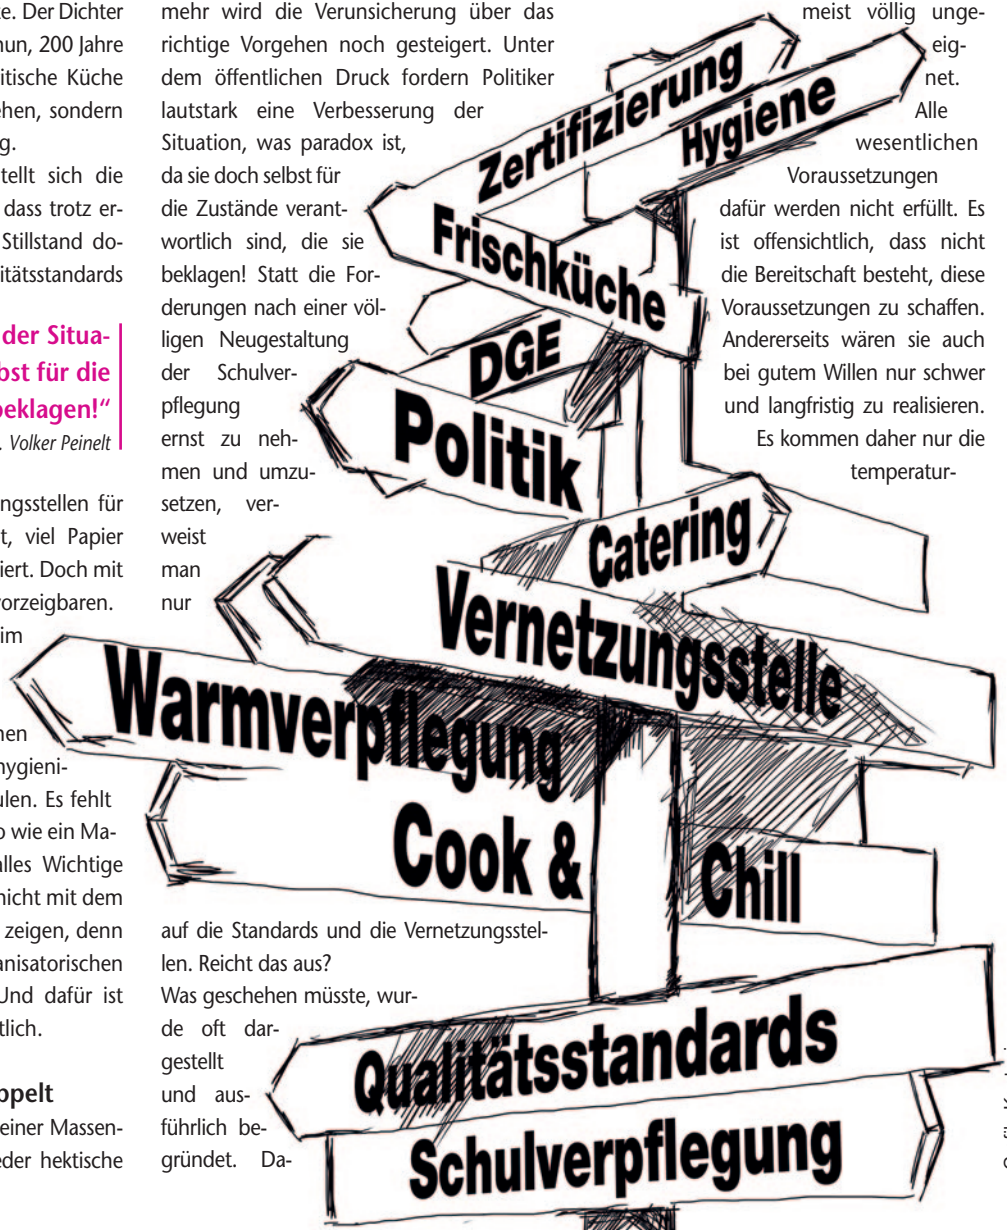 e. Der Dichter
nun, 200 Jahre
itische Küche
ehen, sondern
g.
tellt sich die
dass trotz er-
Stillstand do-
itätsstandards
der Situa-
bst für die
beklagen!“
. Volker Peinelt
ngsstellen für
t, viel Papier
iert. Doch mit
vorzeigbaren.
im
nen
hygieni-
ulen. Es fehlt
o wie ein Ma-
alles Wichtige
nicht mit dem
zeigen, denn
anisatorischen
Und dafür ist
tlich.
ppelt
einer Massen-
eder hektische
mehr wird die Verunsicherung über das
richtige Vorgehen noch gesteigert. Unter
dem öffentlichen Druck fordern Politiker
lautstark eine Verbesserung der
Situation, was paradox ist,
da sie doch selbst für
die Zustände verant-
wortlich sind, die sie
beklagen! Statt die For-
derungen nach einer völ-
ligen Neugestaltung
der Schulver-
pflegung
ernst zu neh-
men und umzu-
setzen, ver-
weist
man
nur
auf die Standards und die Vernetzungsstel-
len. Reicht das aus?
Was geschehen müsste, wur-
de oft dar-
gestellt
und aus-
führlich be-
gründet. Da-
Zertifizierung
Hygiene
Frischküche
DGE
Politik
Catering
Vernetzungsstelle
Warmverpflegung
Cook & Chill
Qualitätsstandards
Schulverpflegung
meist völlig unge-
eig-
net.
Alle
wesentlichen
Voraussetzungen
dafür werden nicht erfüllt. Es
ist offensichtlich, dass nicht
die Bereitschaft besteht, diese
Voraussetzungen zu schaffen.
Andererseits wären sie auch
bei gutem Willen nur schwer
und langfristig zu realisieren.
Es kommen daher nur die
temperatur-